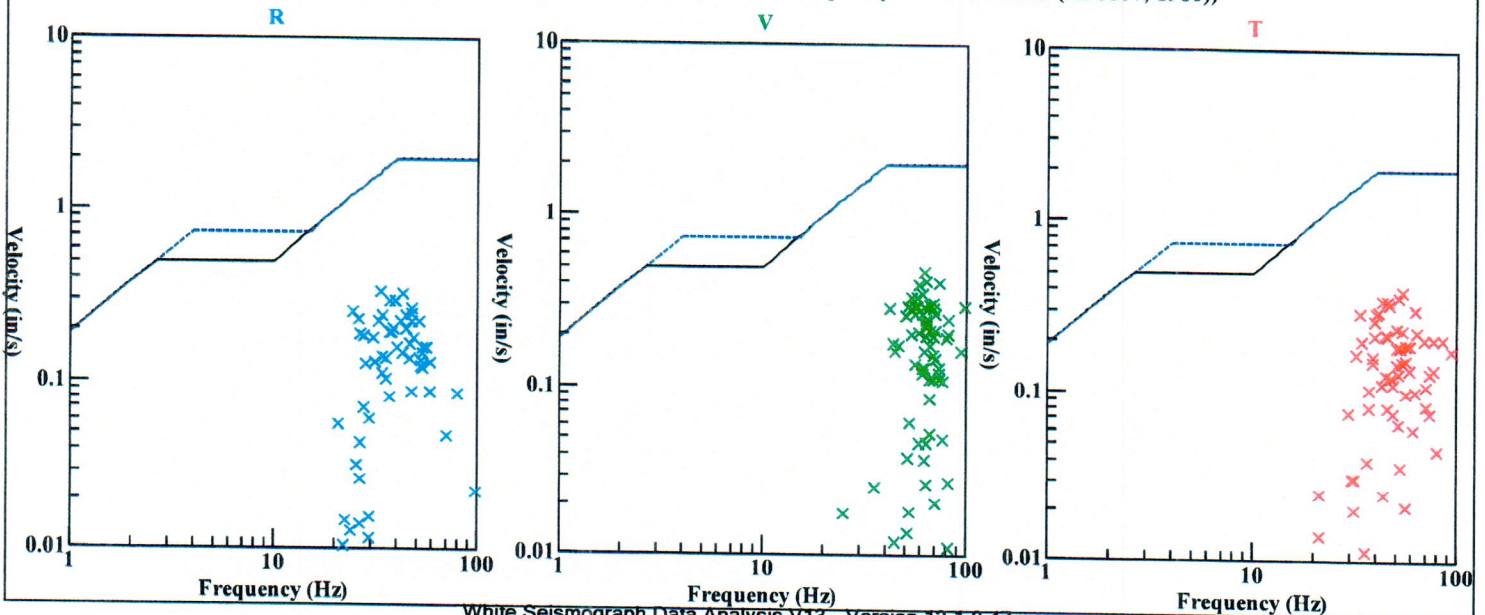 R
V
T
10
1
0.1
0.01
1
10
100
Velocity (in/s)
Frequency (Hz)
10
1
0.1
0.01
1
10
100
Velocity (in/s)
Frequency (Hz)
10
1
0.1
0.01
1
10
100
Velocity (in/s)
Frequency (Hz)
White Seismograph Data Analysis